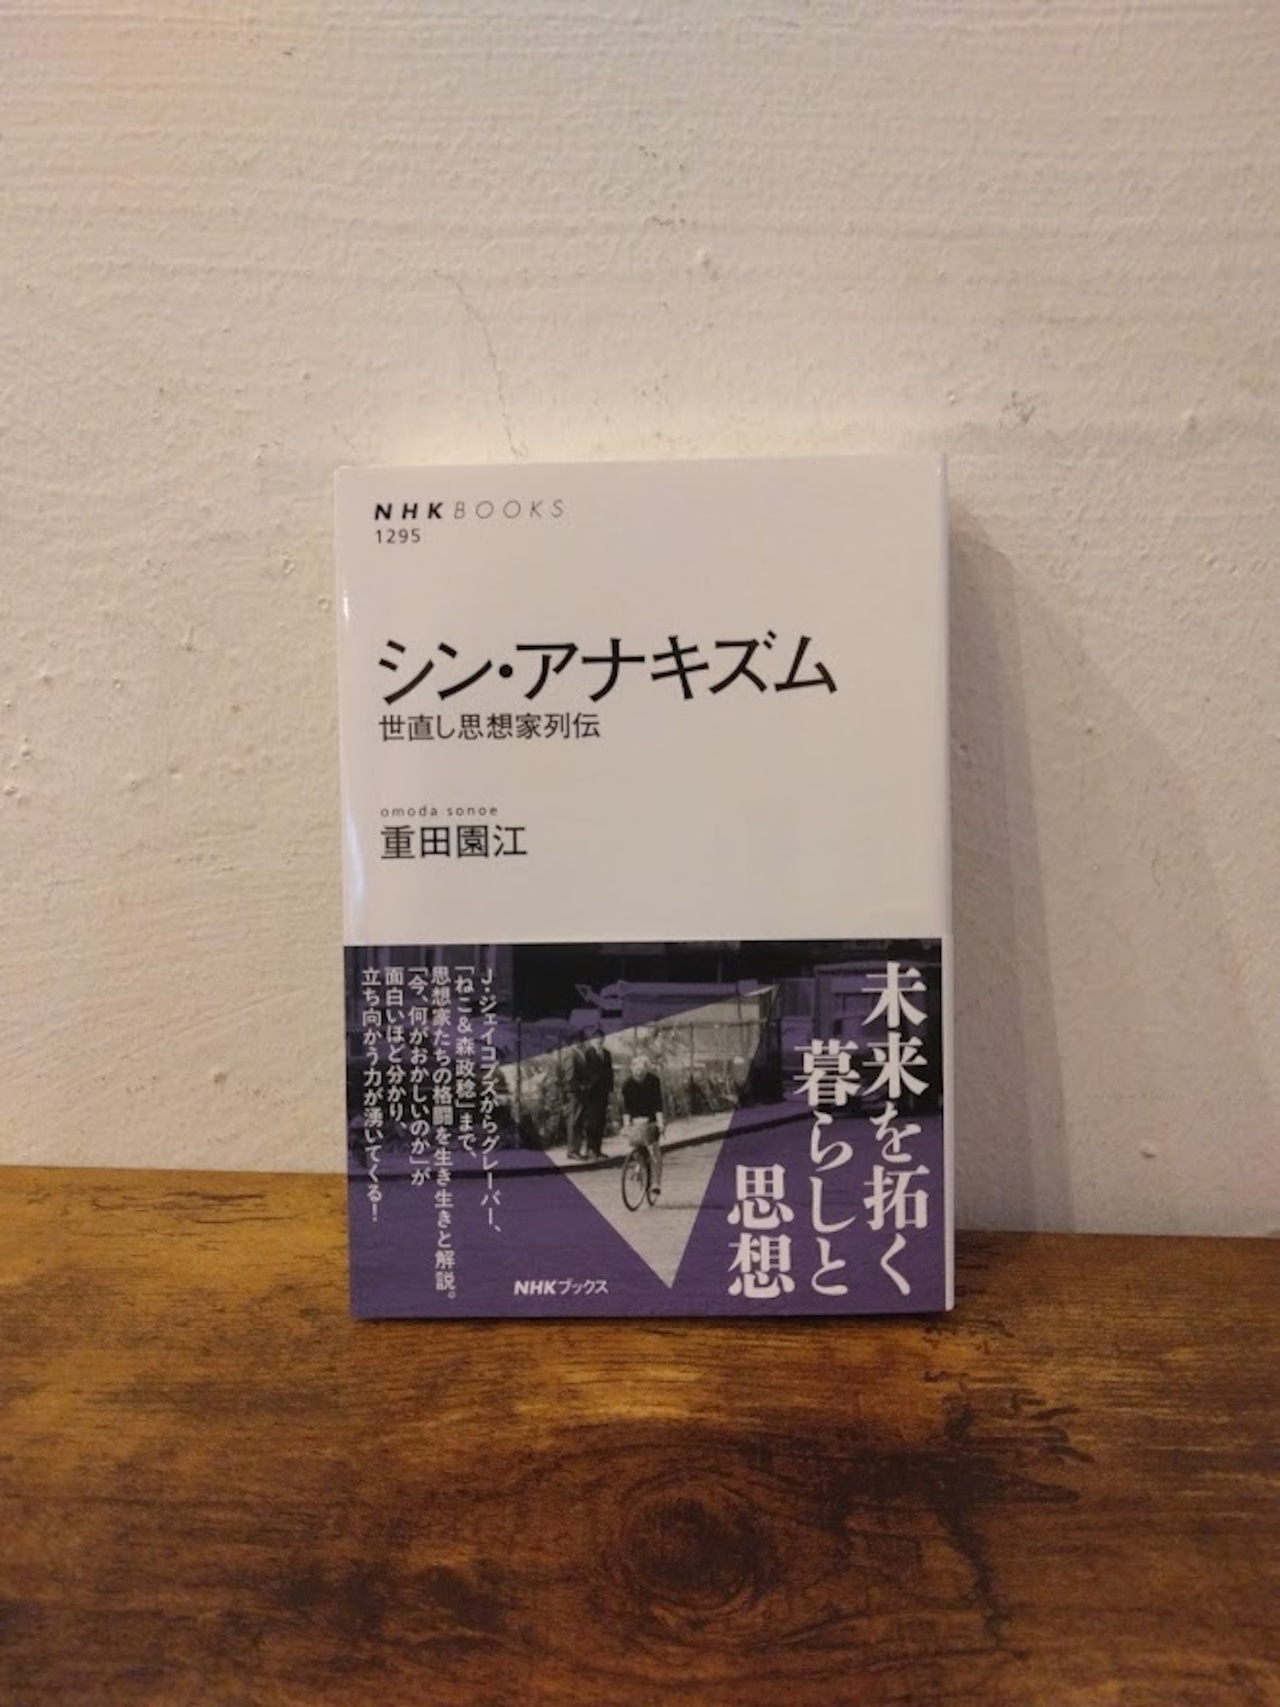 NHK BOOKS
1295
シン・アナキズム
世直し思想家列伝
omoda sonoe
重田園江
未来を拓く
暮らしと
思想
J・ジェイコブズからグレーバー、
「ねこ&森政稔」まで、
思想家たちの格闘を生き生きと解説。
「今、何がおかしいのか」が
面白いほど分かり、
立ち向かう力が湧いてくる！
NHKブックス